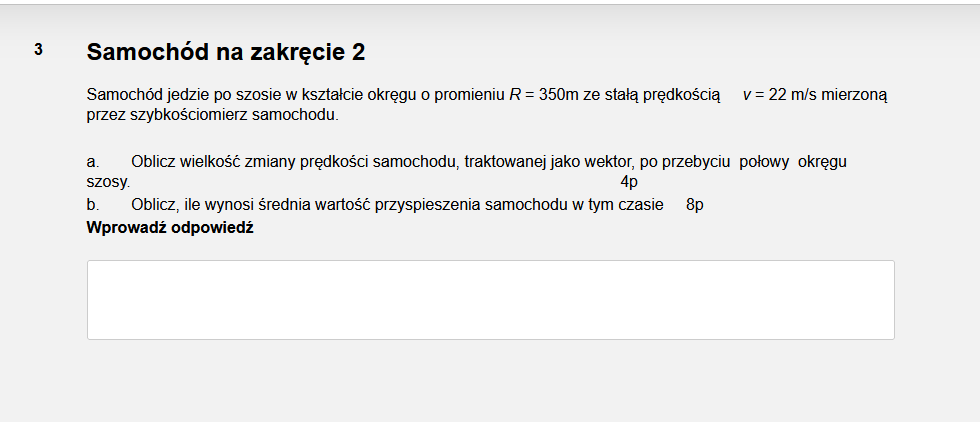 3 Samochód na zakręcie 2
Samochód jedzie po szosie w kształcie okręgu o promieniu R = 350m ze stałą prędkością v = 22 m/s mierzoną
przez szybkościomierz samochodu.
a. Oblicz wielkość zmiany prędkości samochodu, traktowanej jako wektor, po przebyciu połowy okręgu
szosy. 4p
b. Oblicz, ile wynosi średnia wartość przyspieszenia samochodu w tym czasie 8p
Wprowadź odpowiedź